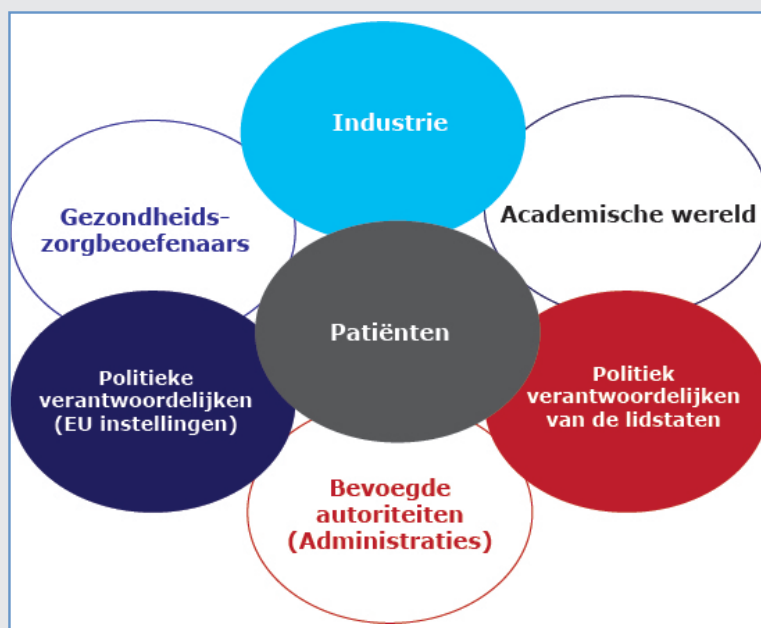 Industrie
Gezondheids-
zorgbeoefenaars
Academische wereld
Patiënten
Politieke
verantwoordelijken
(EU instellingen)
Politiek
verantwoordelijken
van de lidstaten
Bevoegde
autoriteiten
(Administraties)